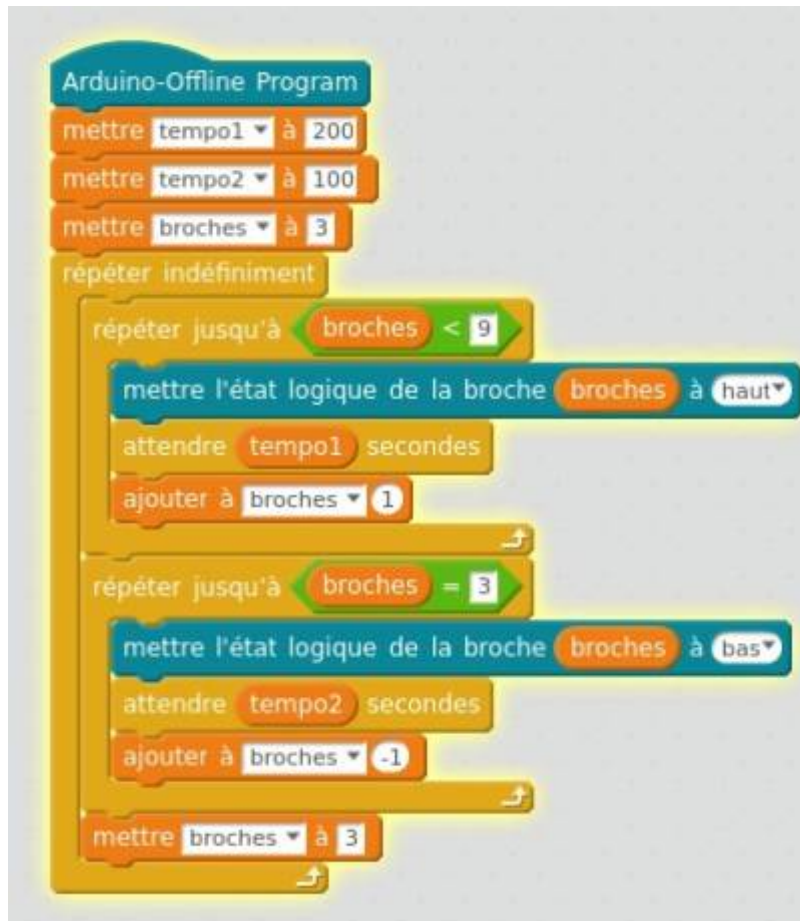 Arduino-Offline Program
mettre tempo1 à 200
mettre tempo2 à 100
mettre broches à 3
répéter indéfiniment
répéter jusqu'à broches < 9
mettre l'état logique de la broche broches à haut
attendre tempo1 secondes
ajouter à broches 1
répéter jusqu'à broches = 3
mettre l'état logique de la broche broches à bas
attendre tempo2 secondes
ajouter à broches -1
mettre broches à 3